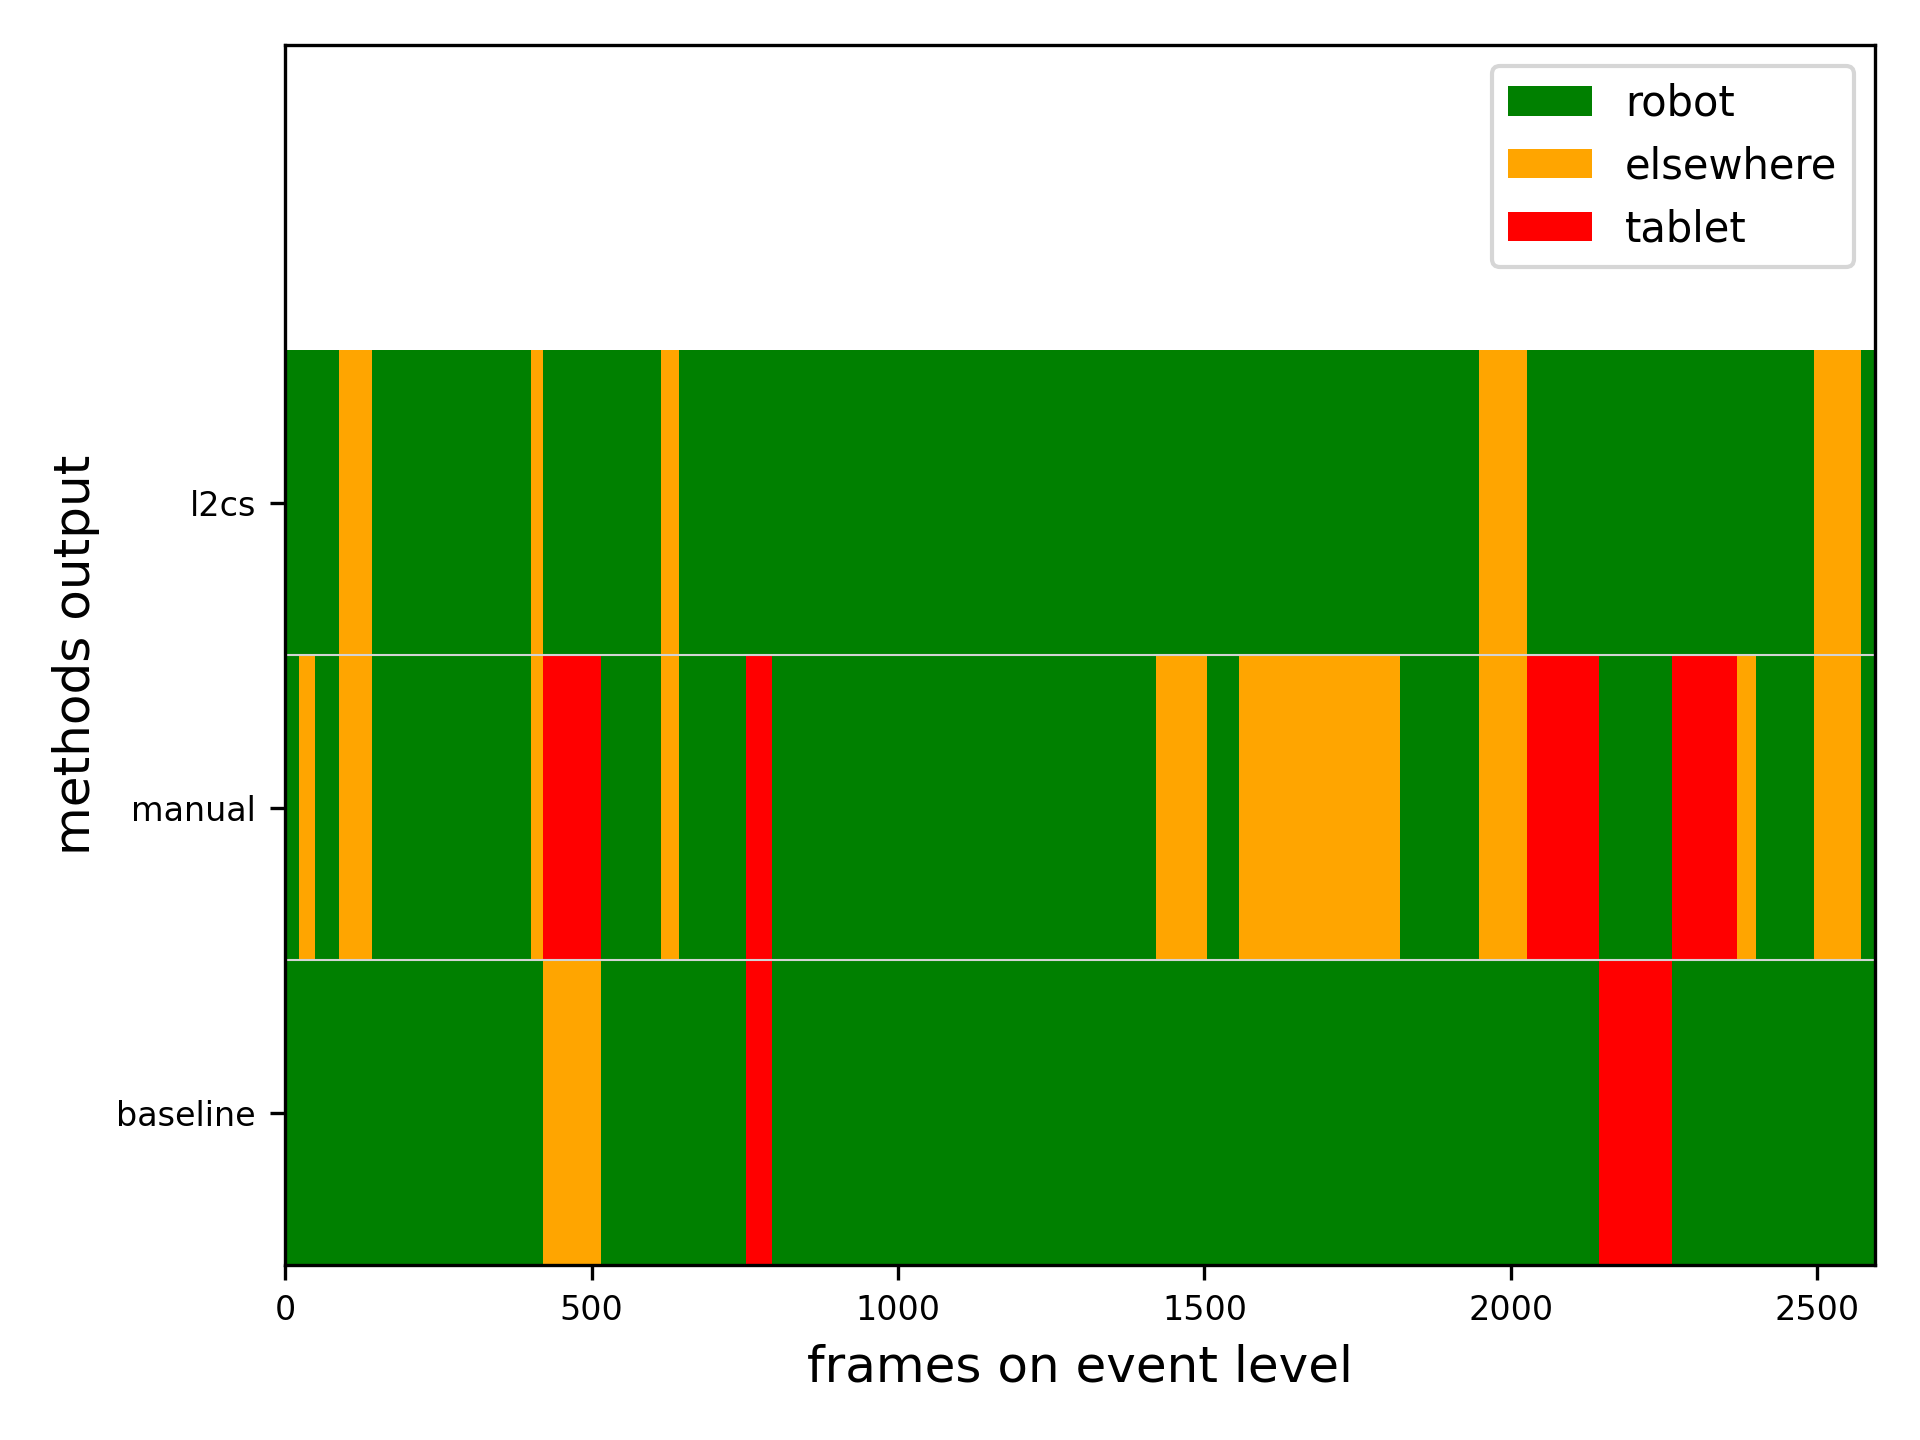 robot
elsewhere
tablet
methods output
l2cs
manual
baseline
0 500 1000 1500 2000 2500
frames on event level